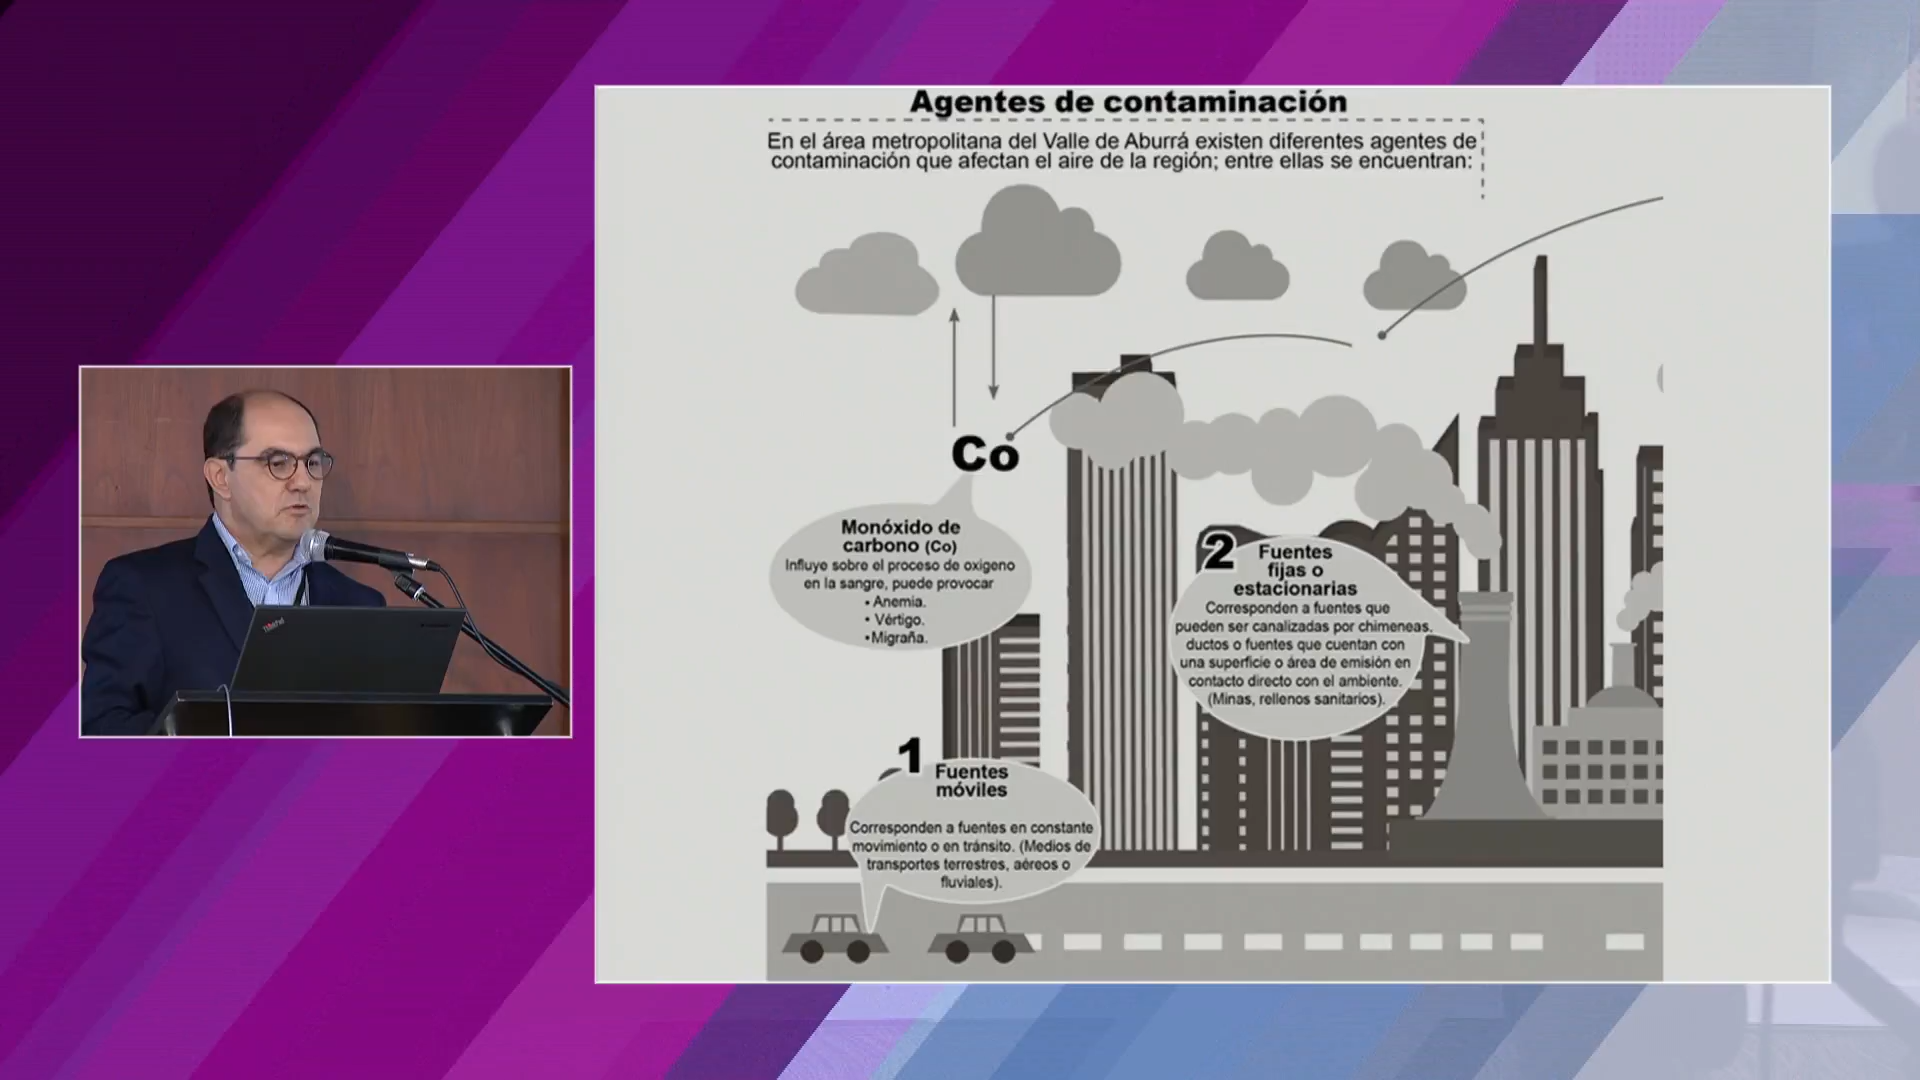 Agentes de contaminación
En el área metropolitana del Valle de Aburrá existen diferentes agentes de
contaminación que afectan el aire de la región; entre ellas se encuentran:
Co
Monóxido de
carbono (Co)
Influye sobre el proceso de oxigeno
en la sangre, puede provocar
• Anemia.
• Vértigo.
• Migraña.
2
Fuentes
fijas o
estacionarias
Corresponden a fuentes que
pueden ser canalizadas por chimeneas,
ductos o fuentes que cuentan con
una superficie o área de emisión en
contacto directo con el ambiente.
(Minas, rellenos sanitarios).
1
Fuentes
móviles
Corresponden a fuentes en constante
movimiento o en tránsito. (Medios de
transportes terrestres, aéreos o
fluviales).
ThinkPad